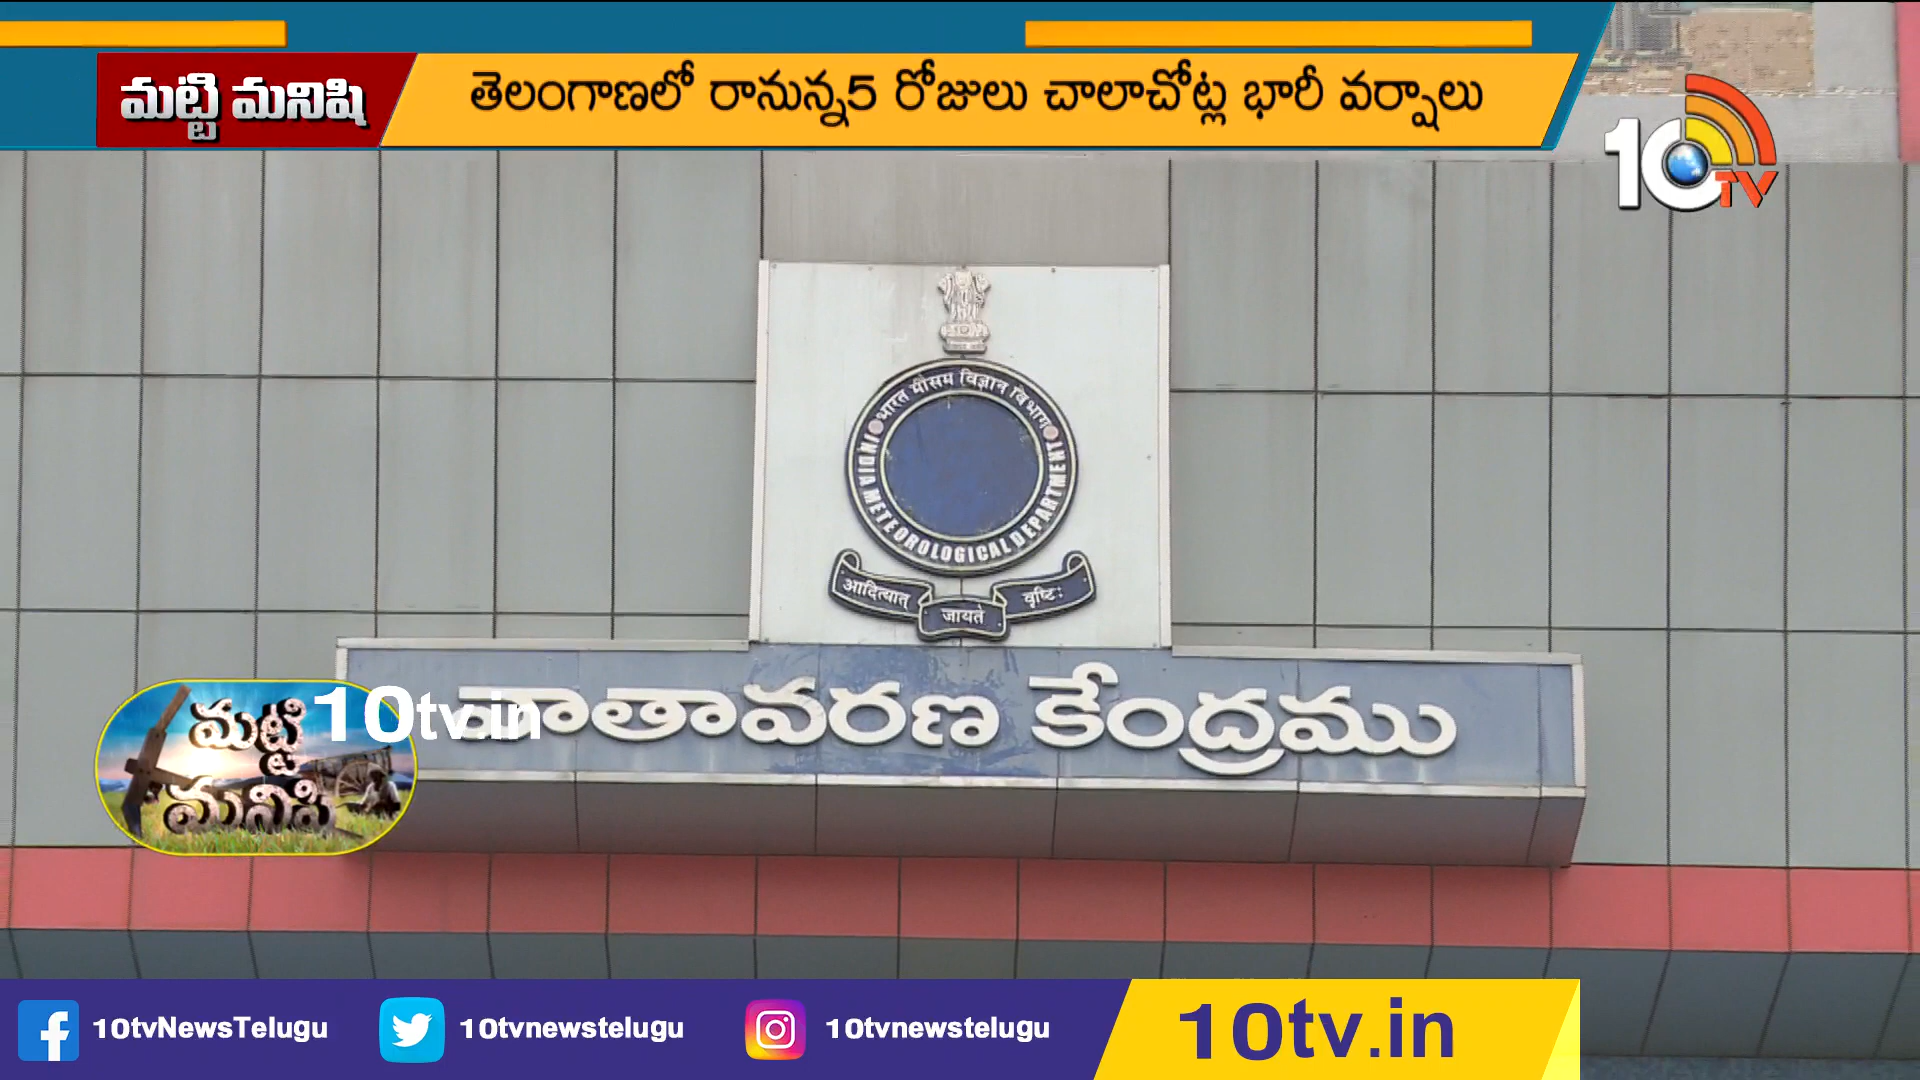 మట్టి మనిషి
తెలంగాణలో రానున్న5 రోజులు చాలాచోట్ల భారీ వర్షాలు
10TV
भारत मौसम विज्ञान विभाग
INDIA METEOROLOGICAL DEPARTMENT
आदित्यात् जायते वृष्टिः
వాతావరణ కేంద్రము
10tv.in
మట్టి
మనిషి
10tvNewsTelugu
10tvnewstelugu
10tvnewstelugu
10tv.in